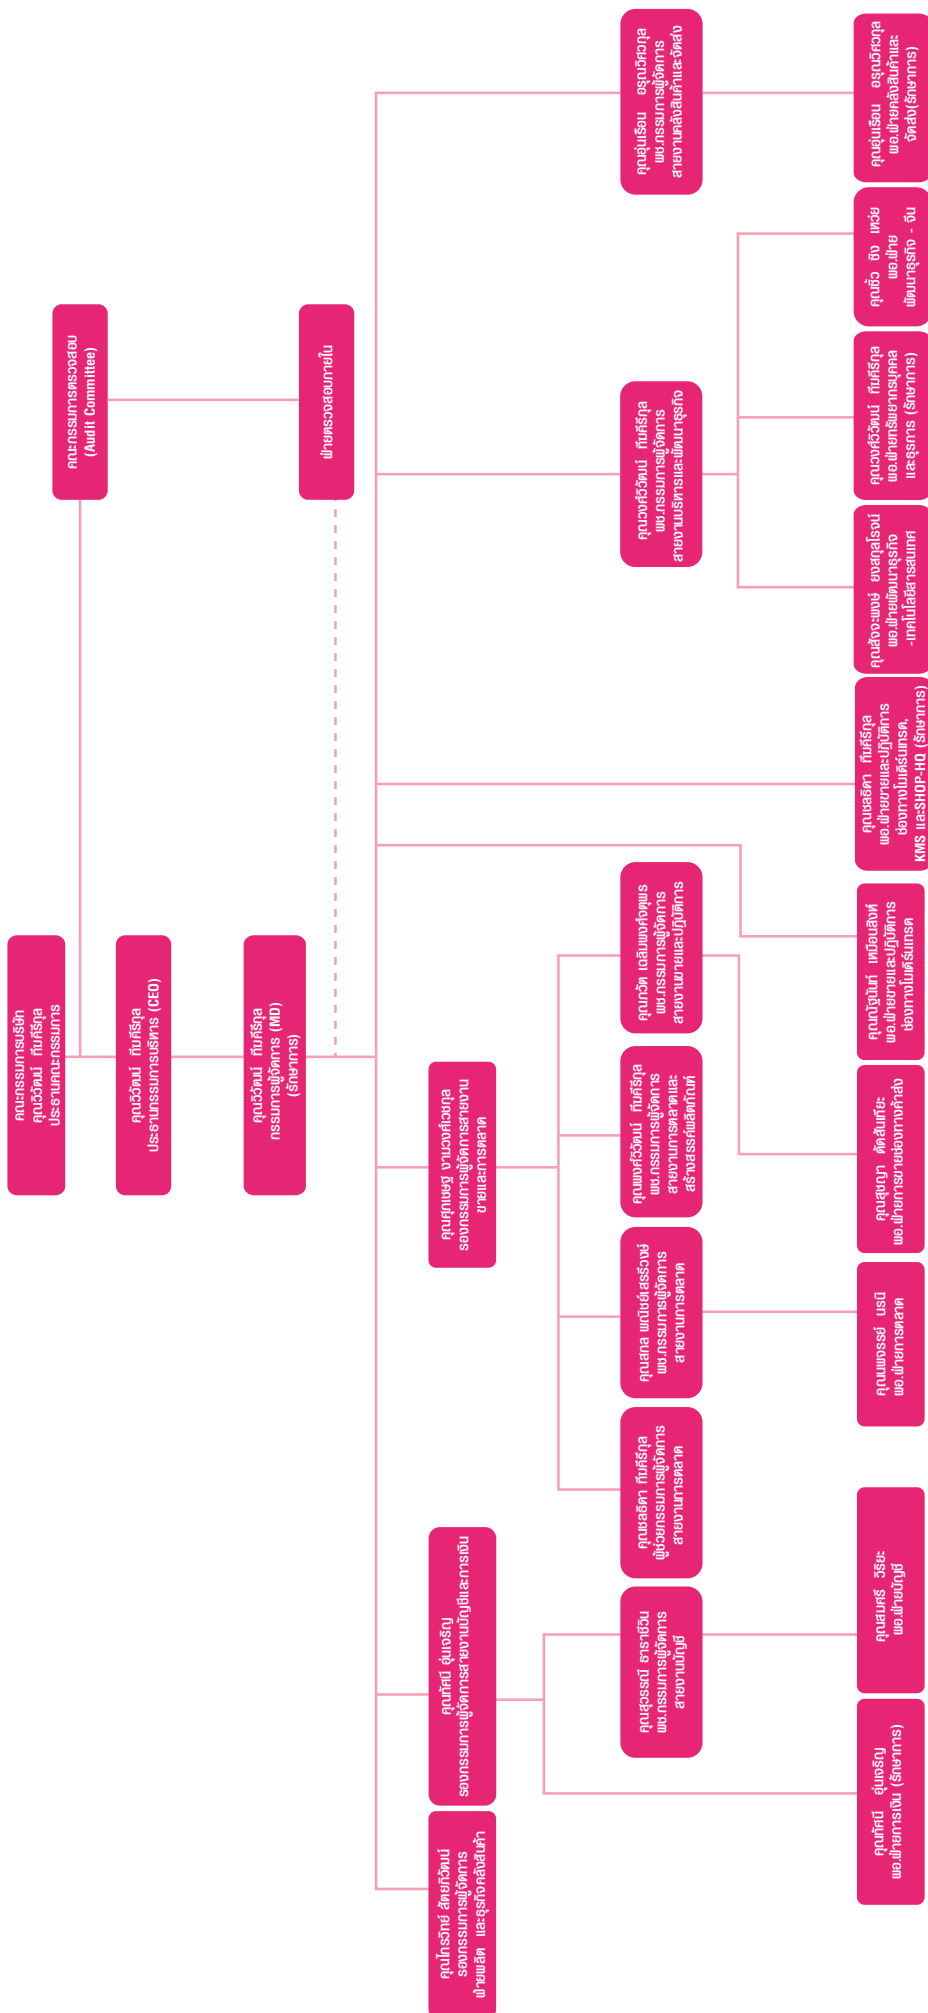 คณะกรรมการบริษัท
คุณวิวัฒน์ ทีฆคีรีกุล
ประธานคณะกรรมการ
คณะกรรมการตรวจสอบ
(Audit Committee)
คุณวิวัฒน์ ทีฆคีรีกุล
ประธานกรรมการบริหาร (CEO)
ฝ่ายตรวจสอบภายใน
คุณวิวัฒน์ ทีฆคีรีกุล
กรรมการผู้จัดการ (MD)
(รักษาการ)
คุณไกรวิทย์ สัตยภิวัฒน์
รองกรรมการผู้จัดการ
ฝ่ายผลิต และธุรกิจคลังสินค้า
คุณทัศนี อุ่นเจริญ
รองกรรมการผู้จัดการสายงานบัญชีและการเงิน
คุณศุภเชษฐ งามวงศ์เวชกุล
รองกรรมการผู้จัดการสายงาน
ขายและการตลาด
คุณสุวรรณี ธาราชีวิน
ผช.กรรมการผู้จัดการ
สายงานบัญชี
คุณชลธิดา ทีฆคีรีกุล
ผู้ช่วยกรรมการผู้จัดการ
สายงานการตลาด
คุณสกล พณิชย์เสรีวงษ์
ผช.กรรมการผู้จัดการ
สายงานการตลาด
คุณพงศ์วิวัฒน์ ทีฆคีรีกุล
ผช.กรรมการผู้จัดการ
สายงานการตลาดและ
สร้างสรรค์ผลิตภัณฑ์
คุณภวัต เฉลิมพงศ์จตุพร
ผช.กรรมการผู้จัดการ
สายงานขายและปฏิบัติการ
คุณวงศ์วิวัฒน์ ทีฆคีรีกุล
ผช.กรรมการผู้จัดการ
สายงานบริหารและพัฒนาธุรกิจ
คุณอุ่นเรือน อรุณวิศวกุล
ผช.กรรมการผู้จัดการ
สายงานคลังสินค้าและจัดส่ง
คุณทัศนี อุ่นเจริญ
ผอ.ฝ่ายการเงิน (รักษาการ)
คุณสมศรี วิริยะ
ผอ.ฝ่ายบัญชี
คุณนพจรรย์ นรนิ
ผอ.ฝ่ายการตลาด
คุณสุชญา ตัดสันเทียะ
ผอ.ฝ่ายการขายช่องทางค้าส่ง
คุณณัฐนันท์ เหมือนสิงห์
ผอ.ฝ่ายขายและปฏิบัติการ
ช่องทางโมเดิร์นเทรด
คุณชลธิดา ทีฆคีรีกุล
ผอ.ฝ่ายขายและปฏิบัติการ
ช่องทางโมเดิร์นเทรด,
KMS และSHOP-HQ (รักษาการ)
คุณสัจจะพงษ์ ยงสกุลโรจน์
ผอ.ฝ่ายพัฒนาธุรกิจ
-เทคโนโลยีสารสนเทศ
คุณวงศ์วิวัฒน์ ทีฆคีรีกุล
ผอ.ฝ่ายทรัพยากรบุคคล
และธุรการ (รักษาการ)
คุณซิ้ว ชิง เหว่ย
ผอ.ฝ่าย
พัฒนาธุรกิจ - จีน
คุณอุ่นเรือน อรุณวิศวกุล
ผอ.ฝ่ายคลังสินค้าและ
จัดส่ง(รักษาการ)